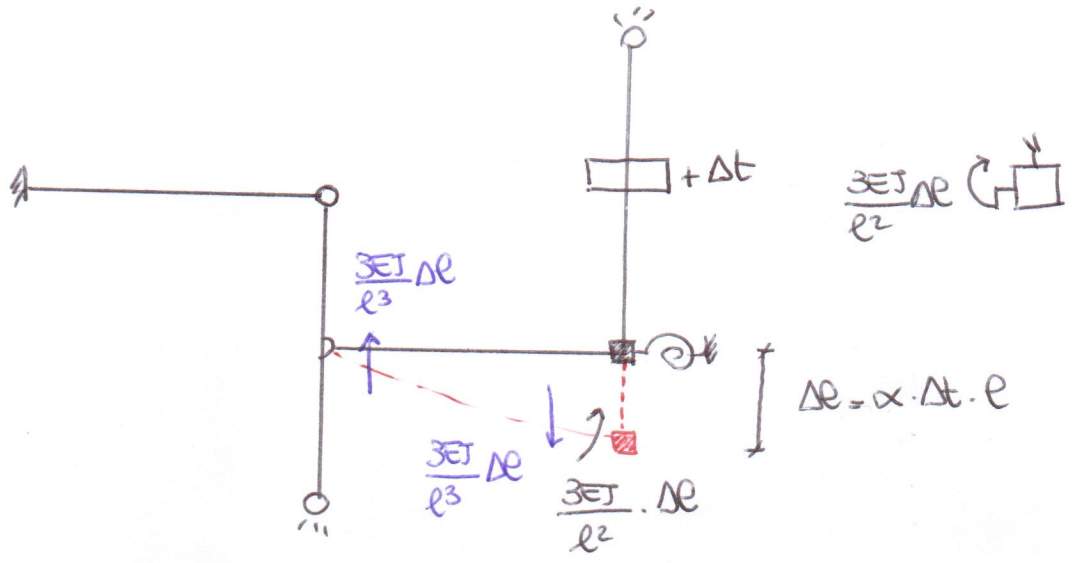 + Δt
3EJ/ℓ² Δℓ
3EJ/ℓ³ Δℓ
Δℓ = α · Δt · ℓ
3EJ/ℓ³ Δℓ
3EJ/ℓ² · Δℓ